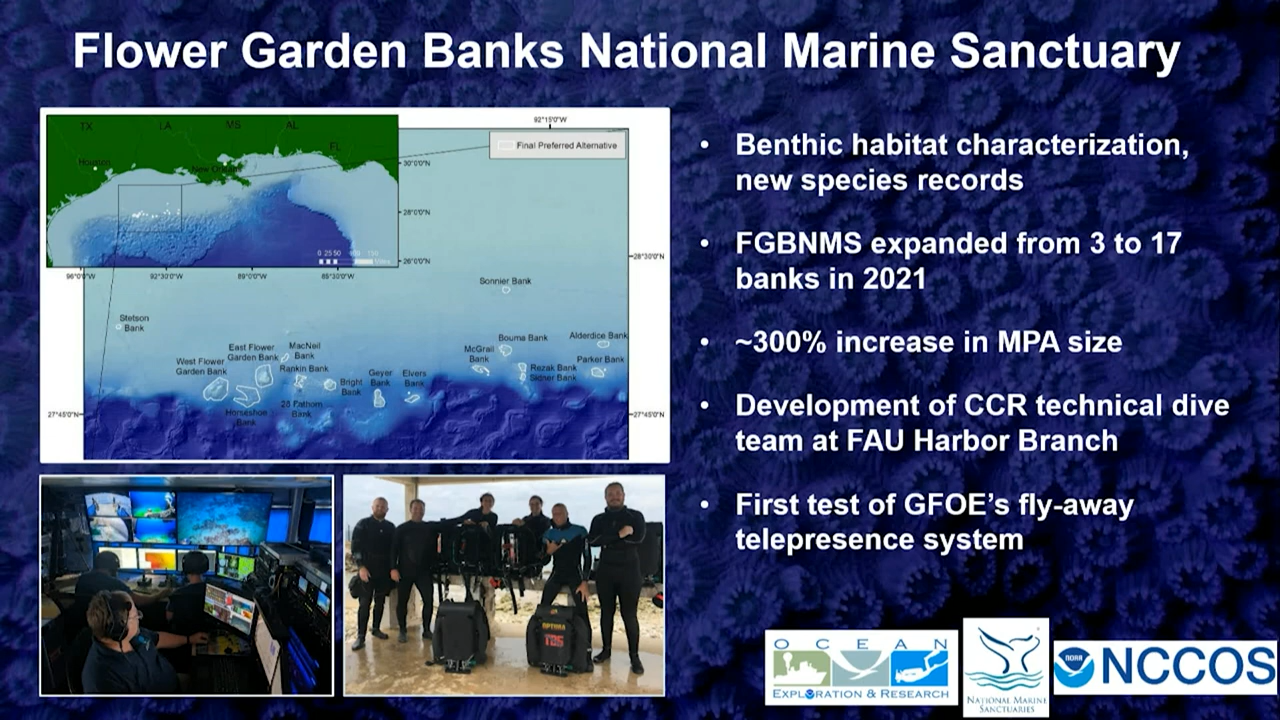 Flower Garden Banks National Marine Sanctuary
92°15'0"W
TX LA MS AL
FL
Final Preferred Alternative
Houston
New Orleans
30°0'0"N
28°0'0"N
26°0'0"N
0 25 50
Miles
96°0'0"W 92°30'0"W 89°0'0"W 85°30'0"W
28°30'0"N
Sonnier Bank
Stetson
Bank
East Flower
Garden Bank
MacNeil
Bank
West Flower
Garden Bank
Rankin Bank
Bright
Bank
Geyer
Bank
Elvers
Bank
McGrail
Bank
Bouma Bank
Alderdice Bank
Rezak Bank
Sidner Bank
Parker Bank
Horseshoe
Bank
28 Fathom
Bank
27°45'0"N
27°45'0"N
• Benthic habitat characterization,
new species records
• FGBNMS expanded from 3 to 17
banks in 2021
• ~300% increase in MPA size
• Development of CCR technical dive
team at FAU Harbor Branch
• First test of GFOE's fly-away
telepresence system
OPTIMA
OCEAN
EXPLORATION & RESEARCH
NATIONAL MARINE
SANCTUARIES
NOAA
NCCOS